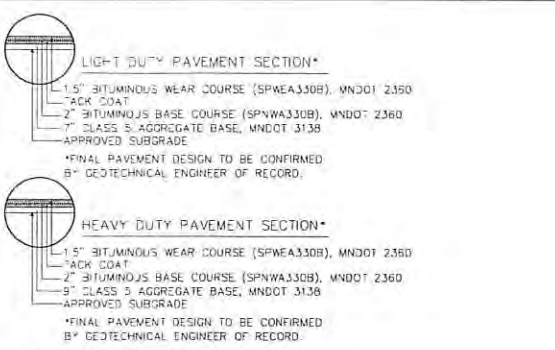 LIGHT DUTY PAVEMENT SECTION*
1.5" BITUMINOUS WEAR COURSE (SPWEA330B), MNDOT 2360
TACK COAT
2" BITUMINOUS BASE COURSE (SPNWA330B), MNDOT 2360
7" CLASS 5 AGGREGATE BASE, MNDOT 3138
APPROVED SUBGRADE
*FINAL PAVEMENT DESIGN TO BE CONFIRMED
BY GEOTECHNICAL ENGINEER OF RECORD.
HEAVY DUTY PAVEMENT SECTION*
1.5" BITUMINOUS WEAR COURSE (SPWEA330B), MNDOT 2360
TACK COAT
2" BITUMINOUS BASE COURSE (SPNWA330B), MNDOT 2360
9" CLASS 5 AGGREGATE BASE, MNDOT 3138
APPROVED SUBGRADE
*FINAL PAVEMENT DESIGN TO BE CONFIRMED
BY GEOTECHNICAL ENGINEER OF RECORD.